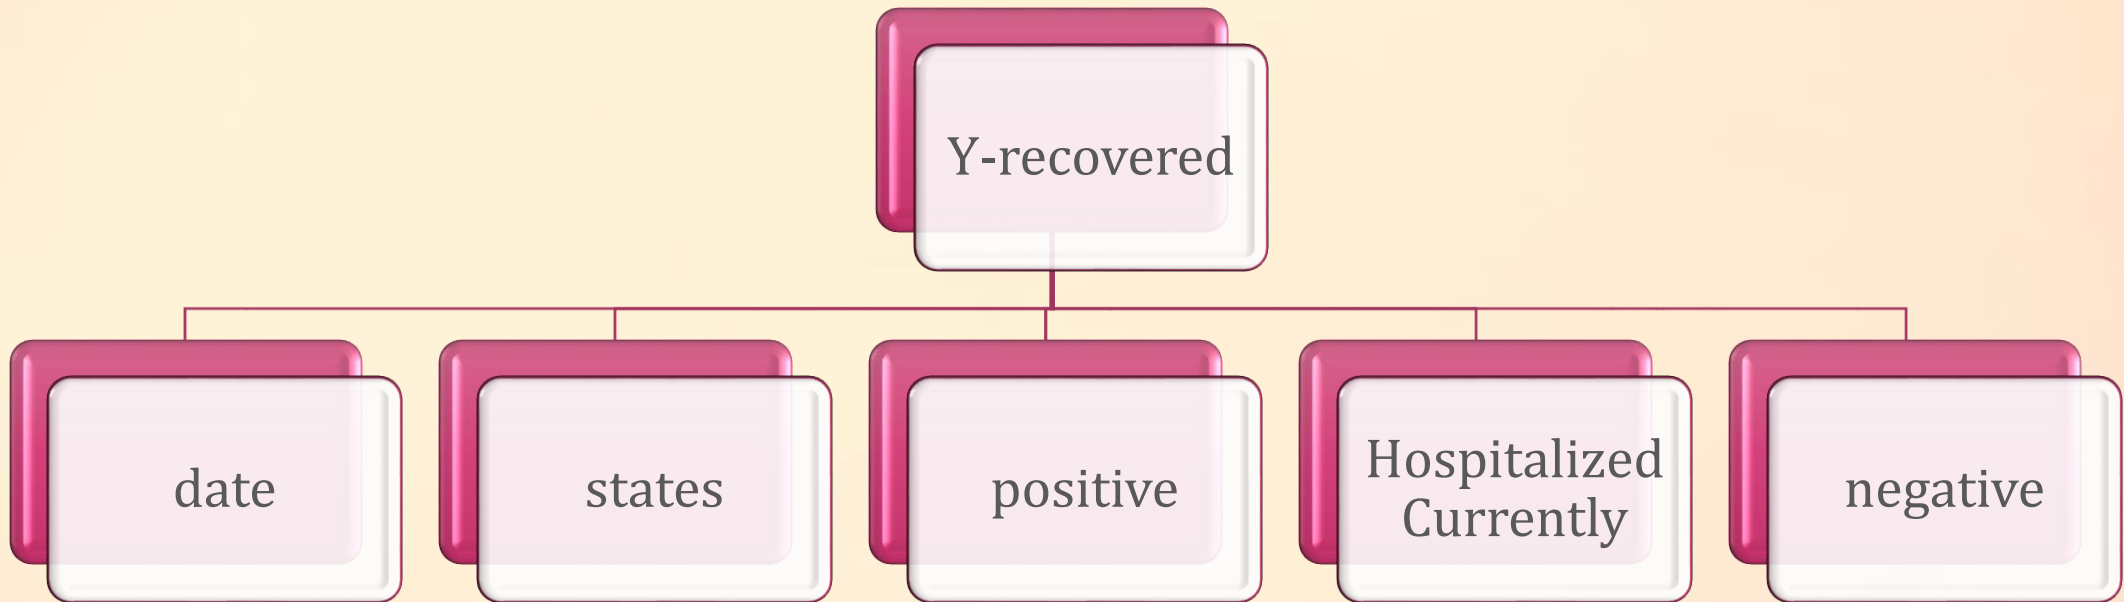 Y-recovered
date
states
positive
Hospitalized
Currently
negative